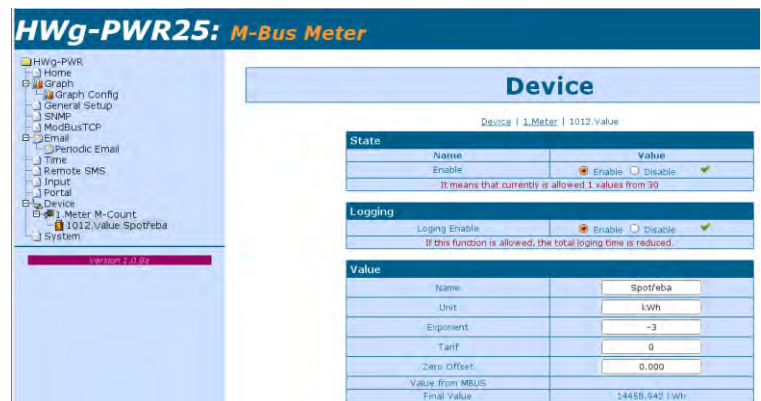 HWg-PWR25: M-Bus Meter
HWg-PWR
Home
Graph
Graph Config
General Setup
SNMP
ModBusTCP
Email
Periodic Email
Time
Remote SMS
Input
Portal
Device
1.Meter M-Count
1012.Value Spotřeba
System
Version 1.0.8a
Device
Device | 1.Meter | 1012.Value
State
Name Value
Enable Enable Disable
It means that currently is allowed 1 values from 30
Logging
Loging Enable Enable Disable
If this function is allowed, the total loging time is reduced.
Value
Name Spotřeba
Unit kWh
Exponent -3
Tarif 0
Zero Offset 0.000
Value from MBUS
Final Value 14458.942 kWh